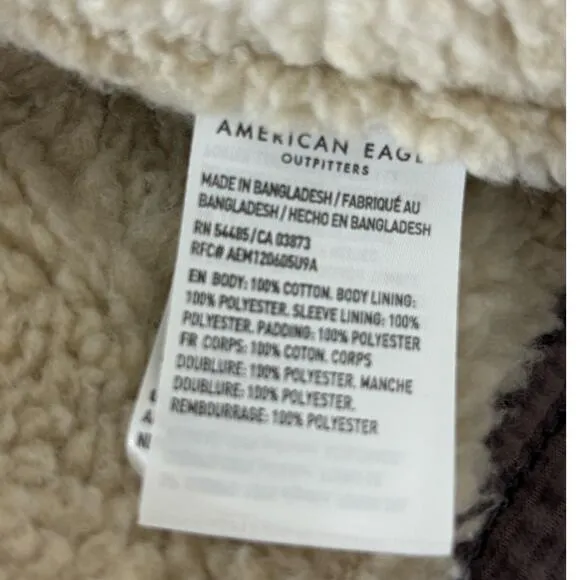 AMERICAN EAGL
OUTFITTERS
MADE IN BANGLADESH / FABRIQUÉ AU
BANGLADESH / HECHO EN BANGLADESH
RN 54485 / CA 03873
RFC# AEM120605U9A
EN BODY: 100% COTTON. BODY LINING:
100% POLYESTER. SLEEVE LINING: 100%
POLYESTER. PADDING: 100% POLYESTER
FR CORPS: 100% COTON. CORPS
DOUBLURE: 100% POLYESTER. MANCHE
DOUBLURE: 100% POLYESTER.
REMBOURRAGE: 100% POLYESTER